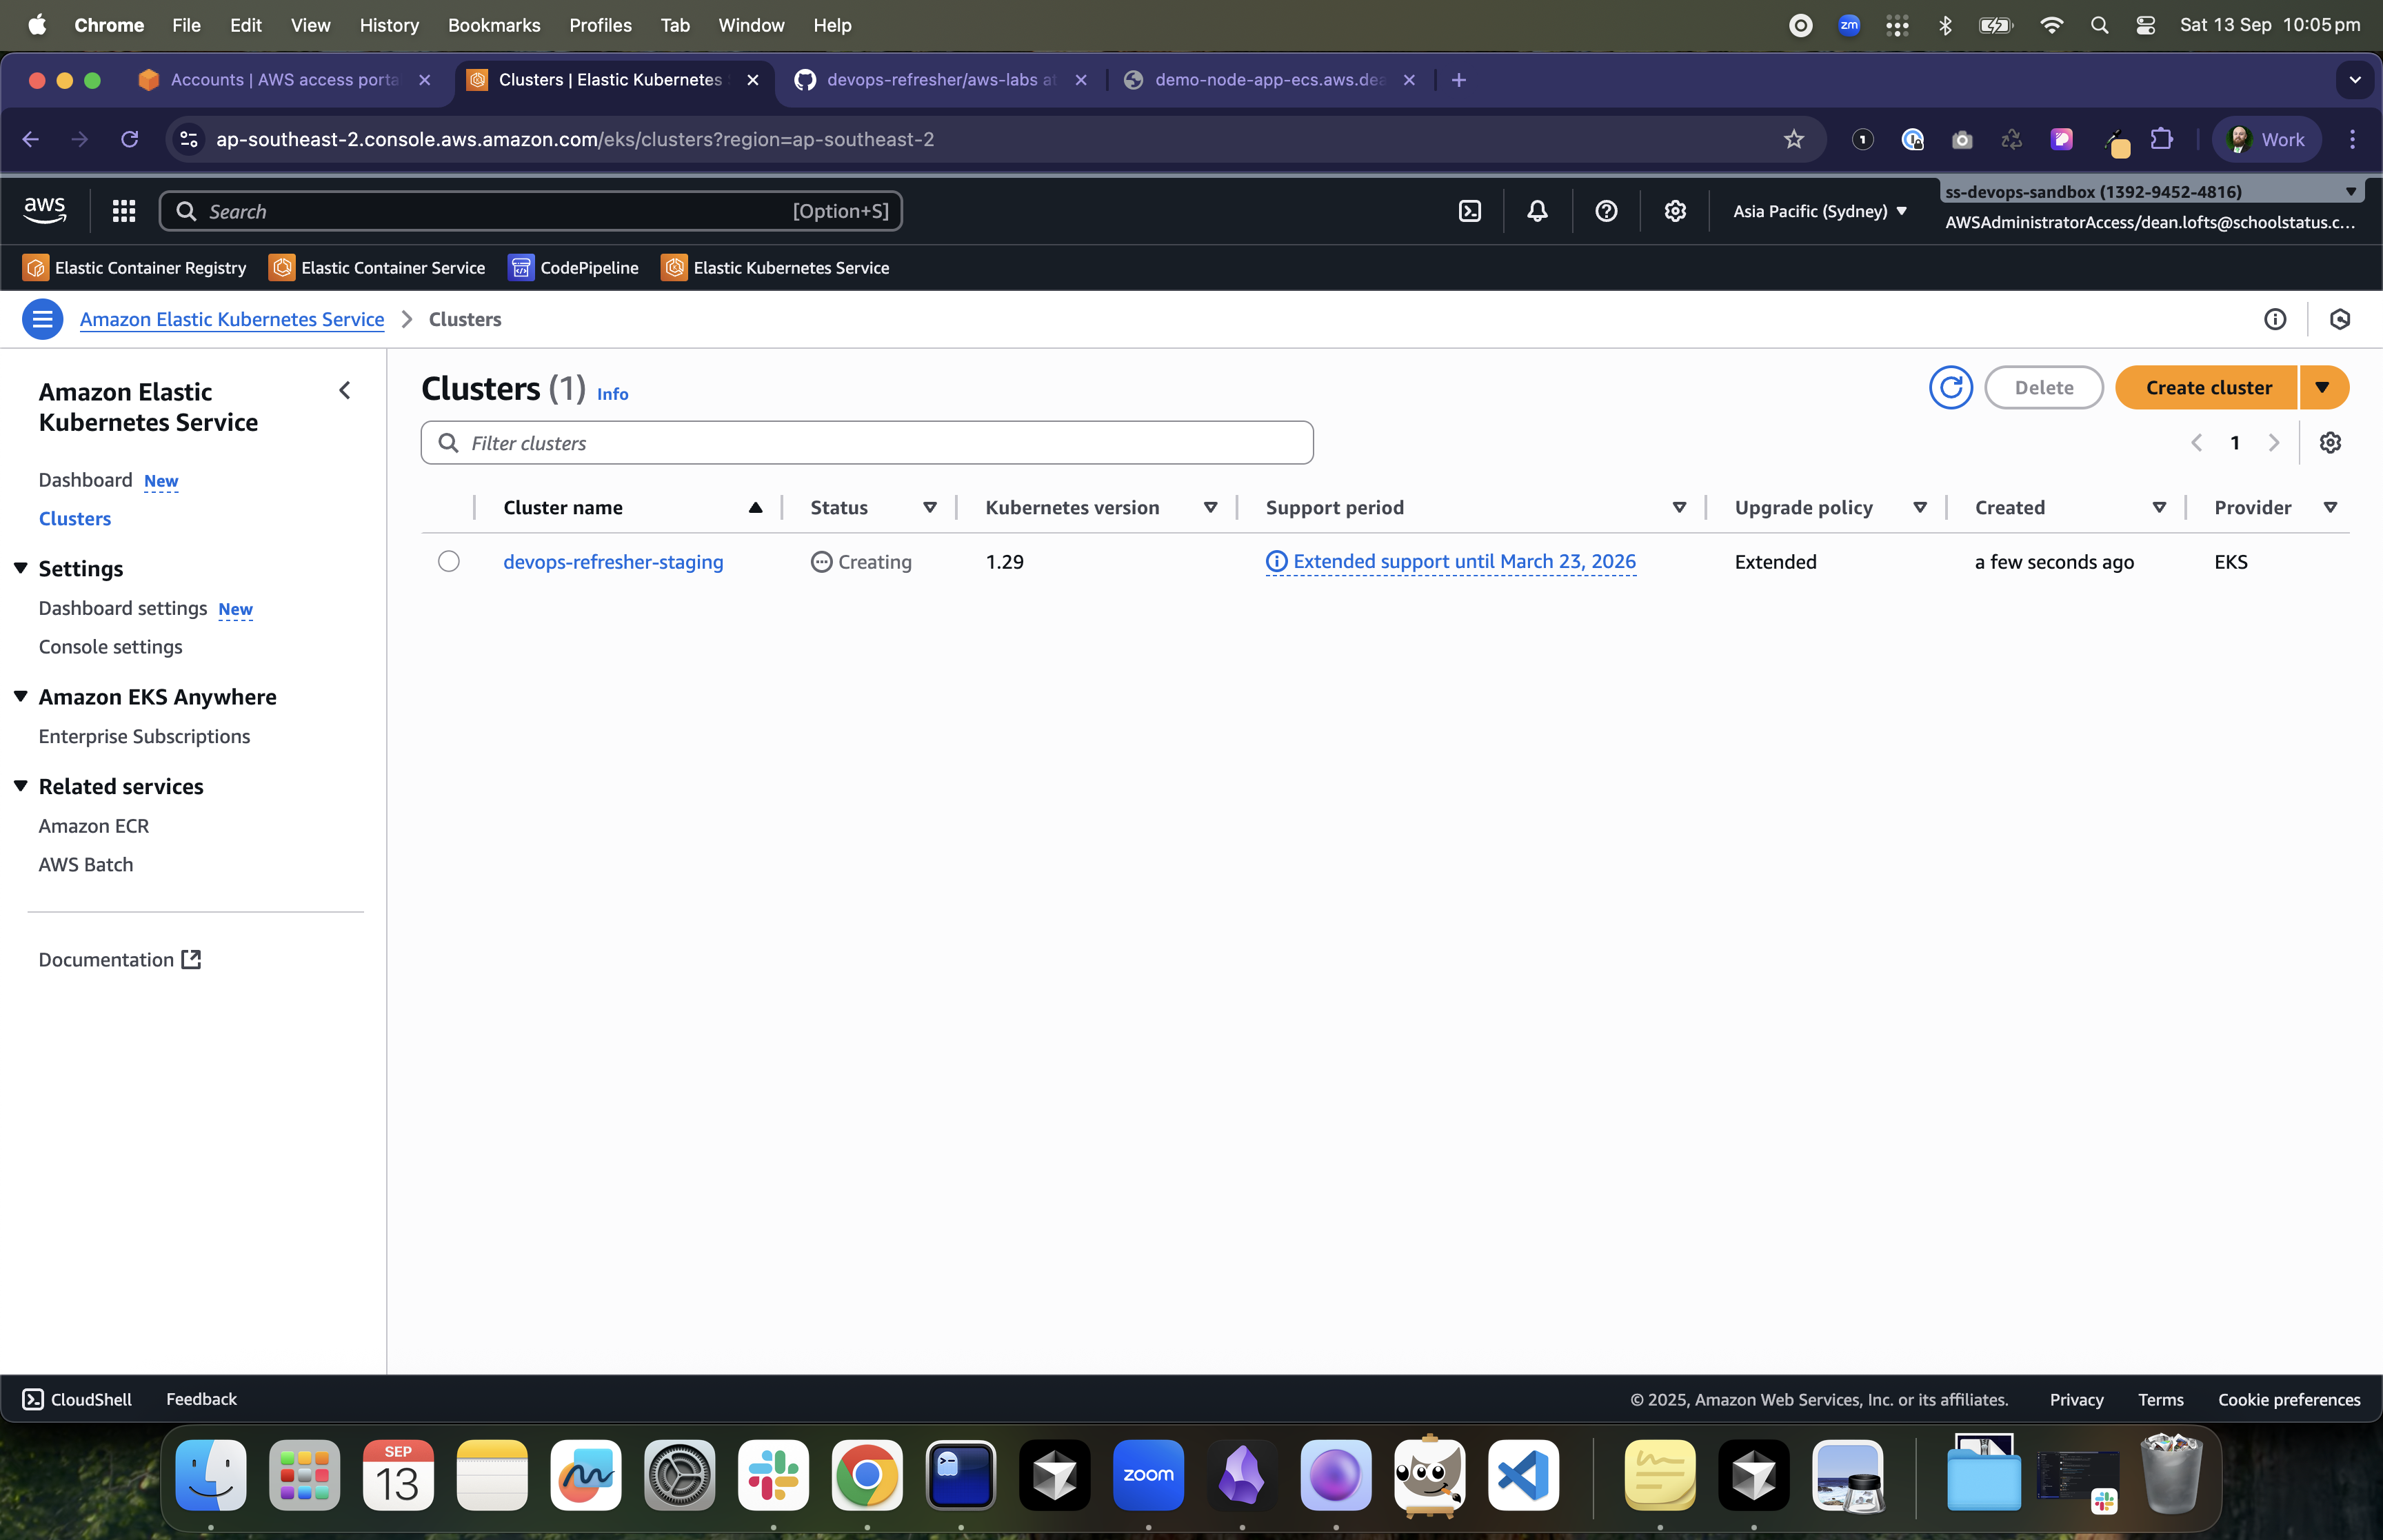 Chrome File Edit View History Bookmarks Profiles Tab Window Help
zm
Sat 13 Sep 10:05 pm
Accounts | AWS access porta
Clusters | Elastic Kubernetes
devops-refresher/aws-labs at
demo-node-app-ecs.aws.dea
ap-southeast-2.console.aws.amazon.com/eks/clusters?region=ap-southeast-2
1
Work
aws
Search
[Option+S]
Asia Pacific (Sydney)
ss-devops-sandbox (1392-9452-4816)
AWSAdministratorAccess/dean.lofts@schoolstatus.c...
Elastic Container Registry
Elastic Container Service
CodePipeline
Elastic Kubernetes Service
Amazon Elastic Kubernetes Service
Clusters
Amazon Elastic
Kubernetes Service
Dashboard New
Clusters
Settings
Dashboard settings New
Console settings
Amazon EKS Anywhere
Enterprise Subscriptions
Related services
Amazon ECR
AWS Batch
Documentation
Clusters (1) Info
Delete
Create cluster
Filter clusters
1
Cluster name Status Kubernetes version Support period Upgrade policy Created Provider
devops-refresher-staging Creating 1.29 Extended support until March 23, 2026 Extended a few seconds ago EKS
CloudShell Feedback
© 2025, Amazon Web Services, Inc. or its affiliates. Privacy Terms Cookie preferences
SEP
13
zoom